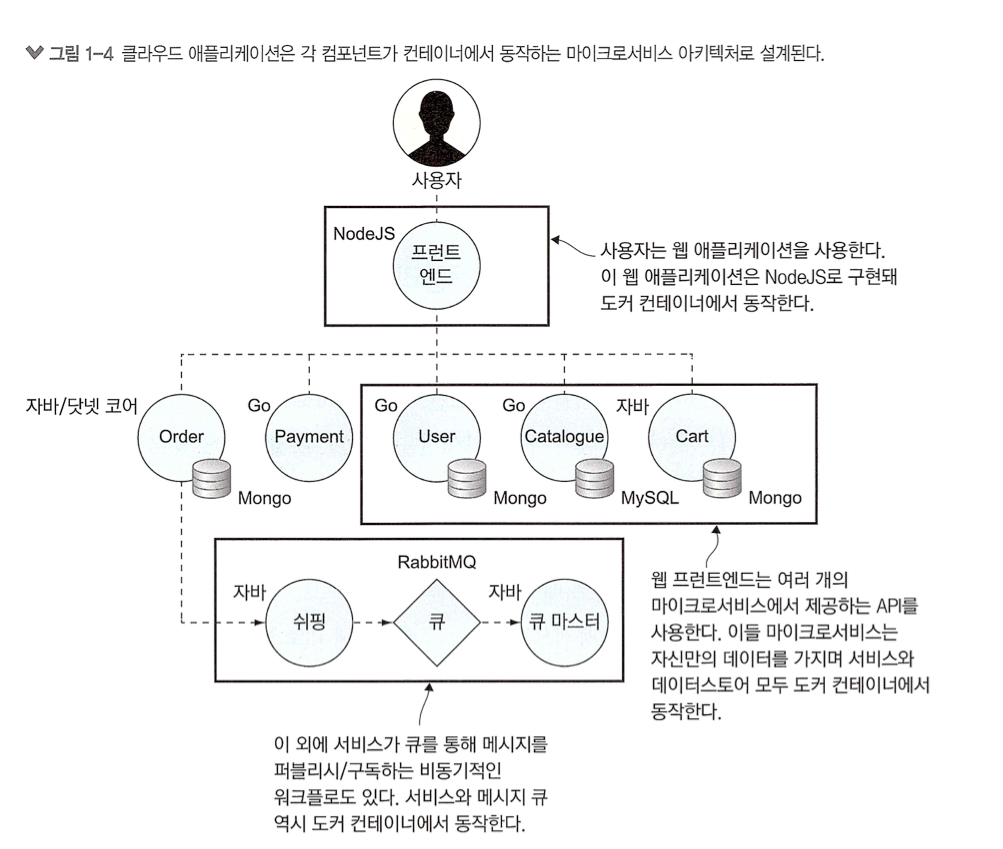 그림 1-4 클라우드 애플리케이션은 각 컴포넌트가 컨테이너에서 동작하는 마이크로서비스 아키텍처로 설계된다.
사용자
NodeJS
프런트
엔드
사용자는 웹 애플리케이션을 사용한다.
이 웹 애플리케이션은 NodeJS로 구현돼
도커 컨테이너에서 동작한다.
자바/닷넷 코어
Order
Mongo
Go
Payment
Go
User
Mongo
Go
Catalogue
MySQL
자바
Cart
Mongo
웹 프런트엔드는 여러 개의
마이크로서비스에서 제공하는 API를
사용한다. 이들 마이크로서비스는
자신만의 데이터를 가지며 서비스와
데이터스토어 모두 도커 컨테이너에서
동작한다.
RabbitMQ
자바
쉬핑
큐
자바
큐 마스터
이 외에 서비스가 큐를 통해 메시지를
퍼블리시/구독하는 비동기적인
워크플로도 있다. 서비스와 메시지 큐
역시 도커 컨테이너에서 동작한다.